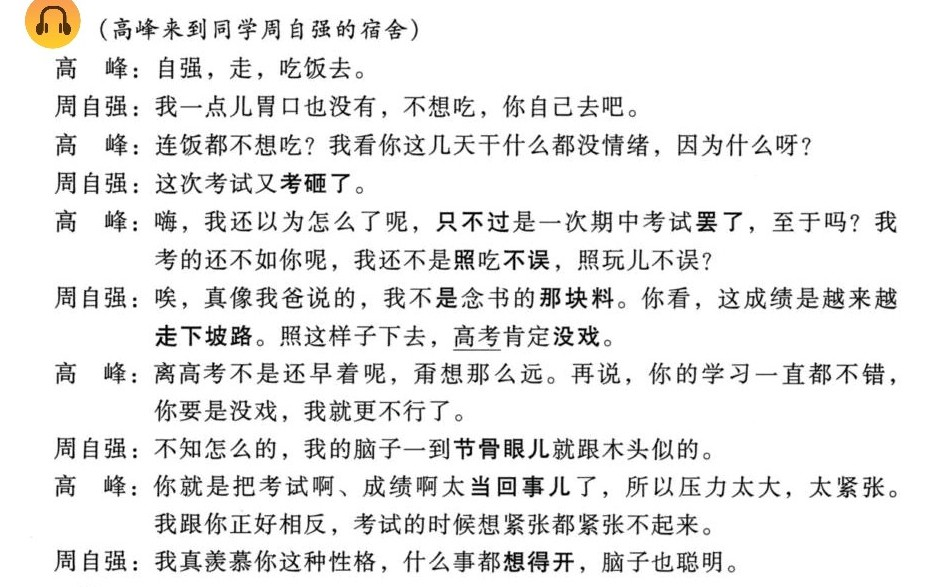 （高峰来到同学周自强的宿舍）
高　峰：自强，走，吃饭去。
周自强：我一点儿胃口也没有，不想吃，你自己去吧。
高　峰：连饭都不想吃？我看你这几天干什么都没情绪，因为什么呀？
周自强：这次考试又考砸了。
高　峰：嗨，我还以为怎么了呢，只不过是一次期中考试罢了，至于吗？我
考的还不如你呢，我还不是照吃不误，照玩儿不误？
周自强：唉，真像我爸说的，我不是念书的那块料。你看，这成绩是越来越
走下坡路。照这样子下去，高考肯定没戏。
高　峰：离高考不是还早着呢，甭想那么远。再说，你的学习一直都不错，
你要是没戏，我就更不行了。
周自强：不知怎么的，我的脑子一到节骨眼儿就跟木头似的。
高　峰：你就是把考试啊、成绩啊太当回事儿了，所以压力太大，太紧张。
我跟你正好相反，考试的时候想紧张都紧张不起来。
周自强：我真羡慕你这种性格，什么事都想得开，脑子也聪明。